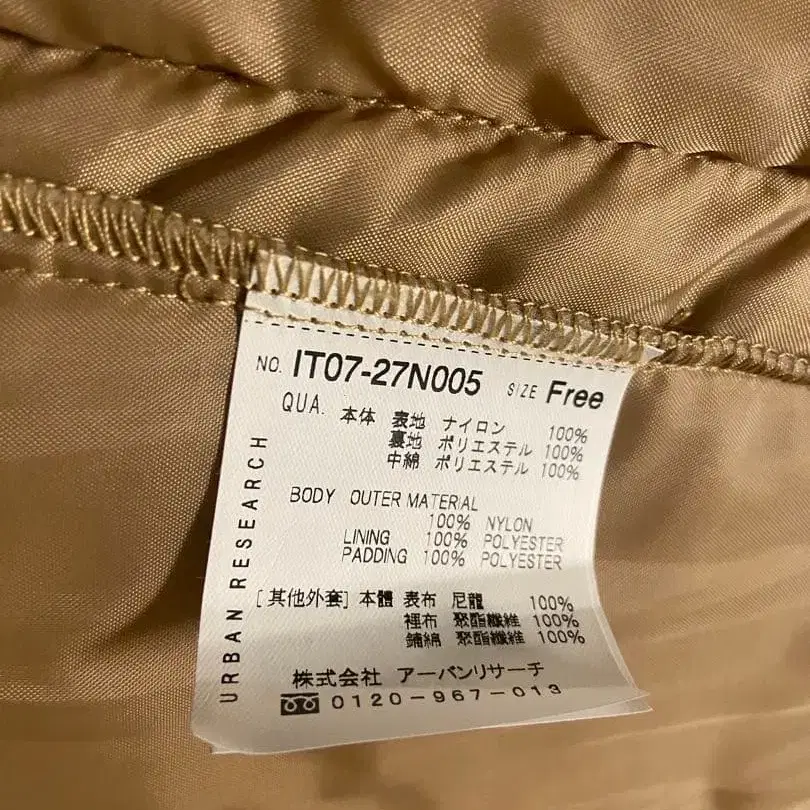 NO. IT07-27N005 SIZE Free
QUA. 本体 表地 ナイロン 100%
裏地 ポリエステル 100%
中綿 ポリエステル 100%
BODY OUTER MATERIAL
100% NYLON
LINING 100% POLYESTER
PADDING 100% POLYESTER
[其他外套] 本體 表布 尼龍 100%
裡布 聚酯纖維 100%
鋪綿 聚酯纖維 100%
株式会社 アーバンリサーチ
0120-967-013
URBAN RESEARCH